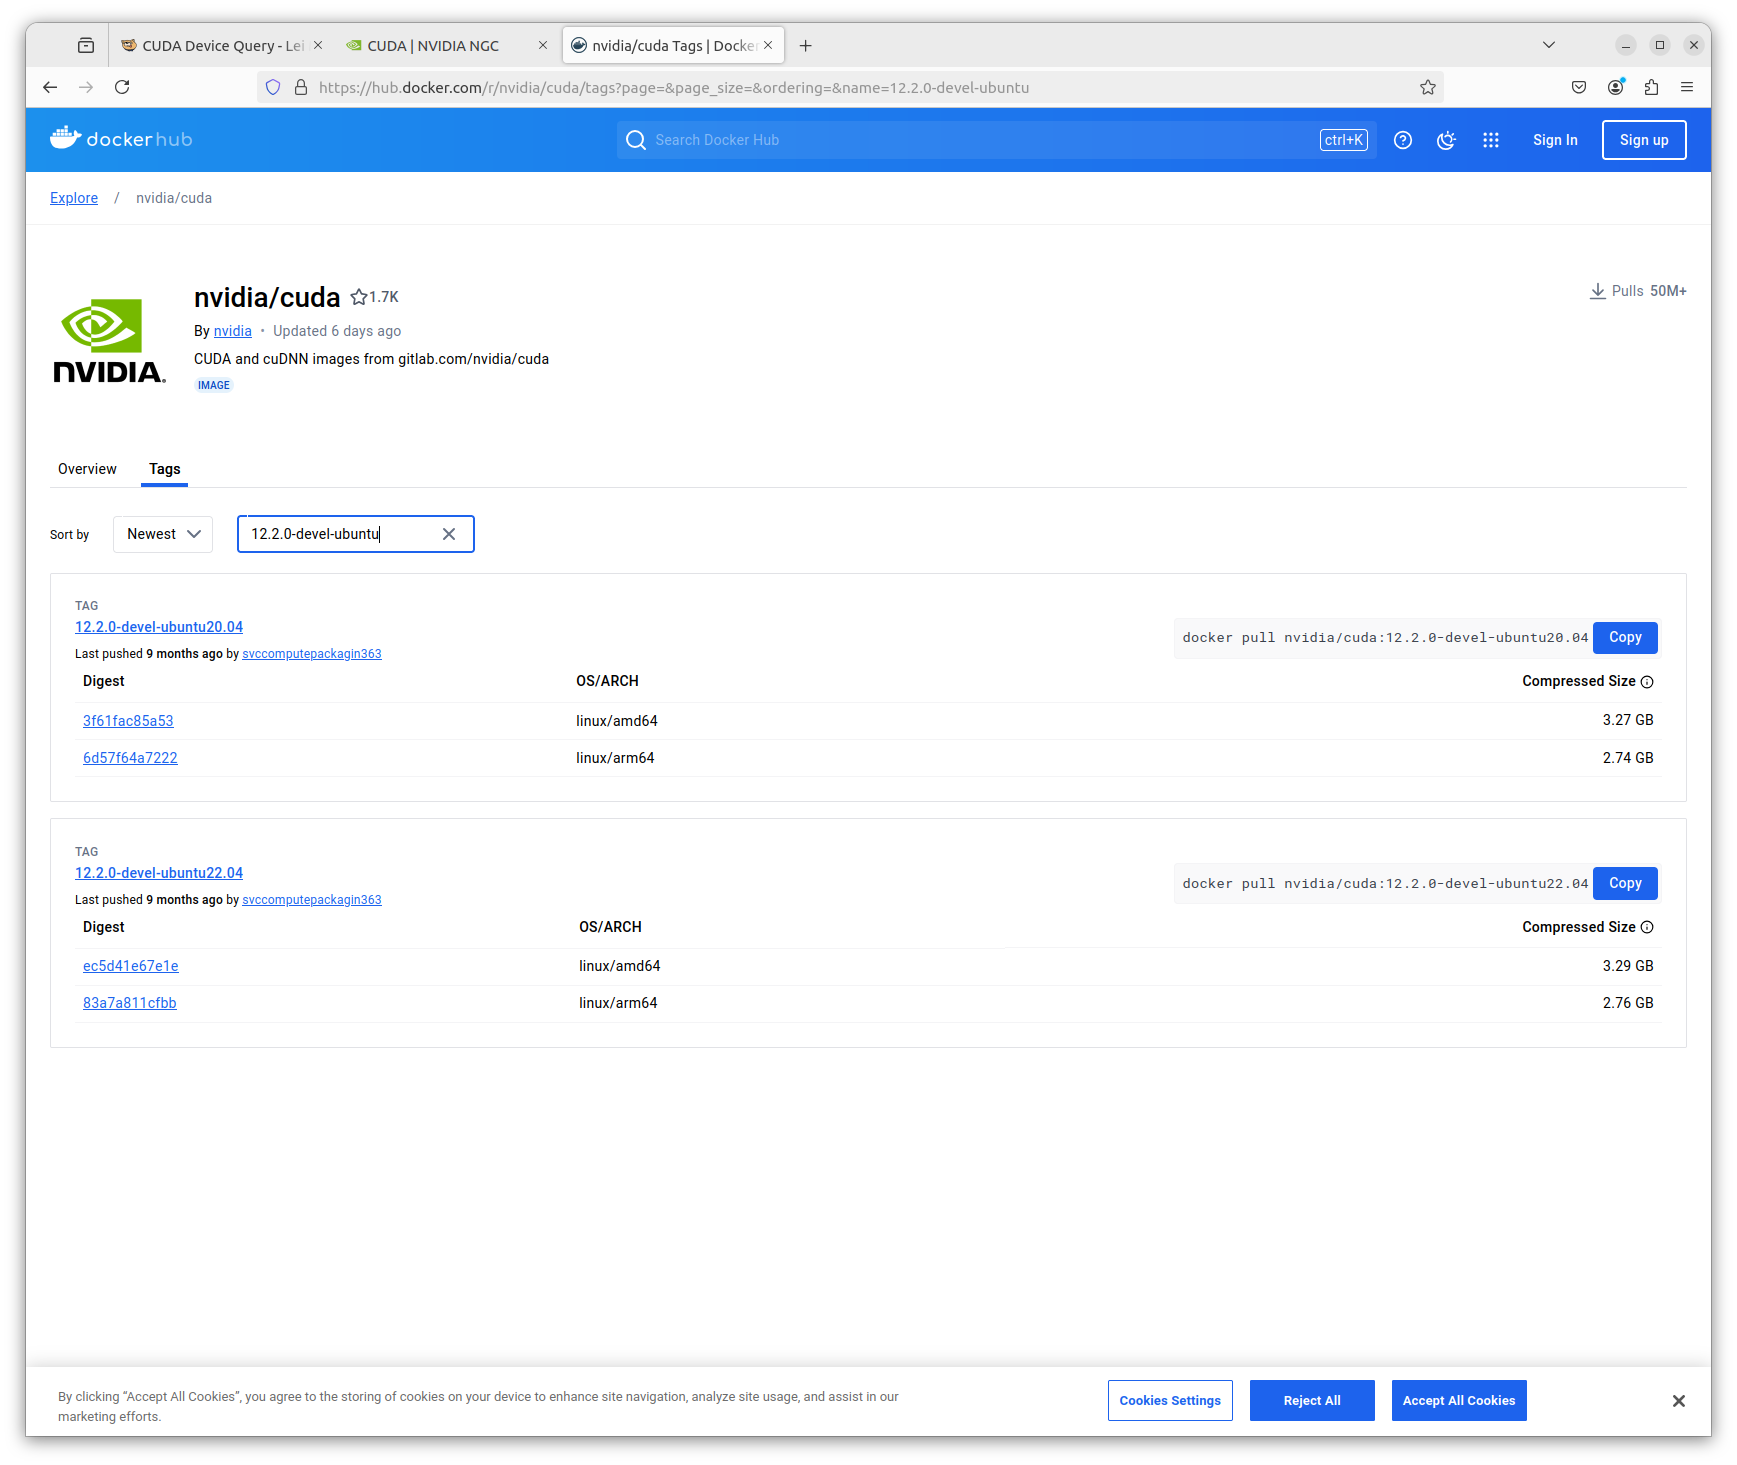 CUDA Device Query - Lei
CUDA | NVIDIA NGC
nvidia/cuda Tags | Docke
https://hub.docker.com/r/nvidia/cuda/tags?page=&page_size=&ordering=&name=12.2.0-devel-ubuntu
docker hub
Search Docker Hub
ctrl+K
Sign In
Sign up
Explore / nvidia/cuda
nvidia/cuda 1.7K
Pulls 50M+
By nvidia • Updated 6 days ago
CUDA and cuDNN images from gitlab.com/nvidia/cuda
IMAGE
NVIDIA.
Overview
Tags
Sort by
Newest
12.2.0-devel-ubuntu
TAG
12.2.0-devel-ubuntu20.04
docker pull nvidia/cuda:12.2.0-devel-ubuntu20.04
Copy
Last pushed 9 months ago by svccomputepackagin363
Digest OS/ARCH Compressed Size
3f61fac85a53 linux/amd64 3.27 GB
6d57f64a7222 linux/arm64 2.74 GB
TAG
12.2.0-devel-ubuntu22.04
docker pull nvidia/cuda:12.2.0-devel-ubuntu22.04
Copy
Last pushed 9 months ago by svccomputepackagin363
Digest OS/ARCH Compressed Size
ec5d41e67e1e linux/amd64 3.29 GB
83a7a811cfbb linux/arm64 2.76 GB
By clicking “Accept All Cookies”, you agree to the storing of cookies on your device to enhance site navigation, analyze site usage, and assist in our
marketing efforts.
Cookies Settings
Reject All
Accept All Cookies